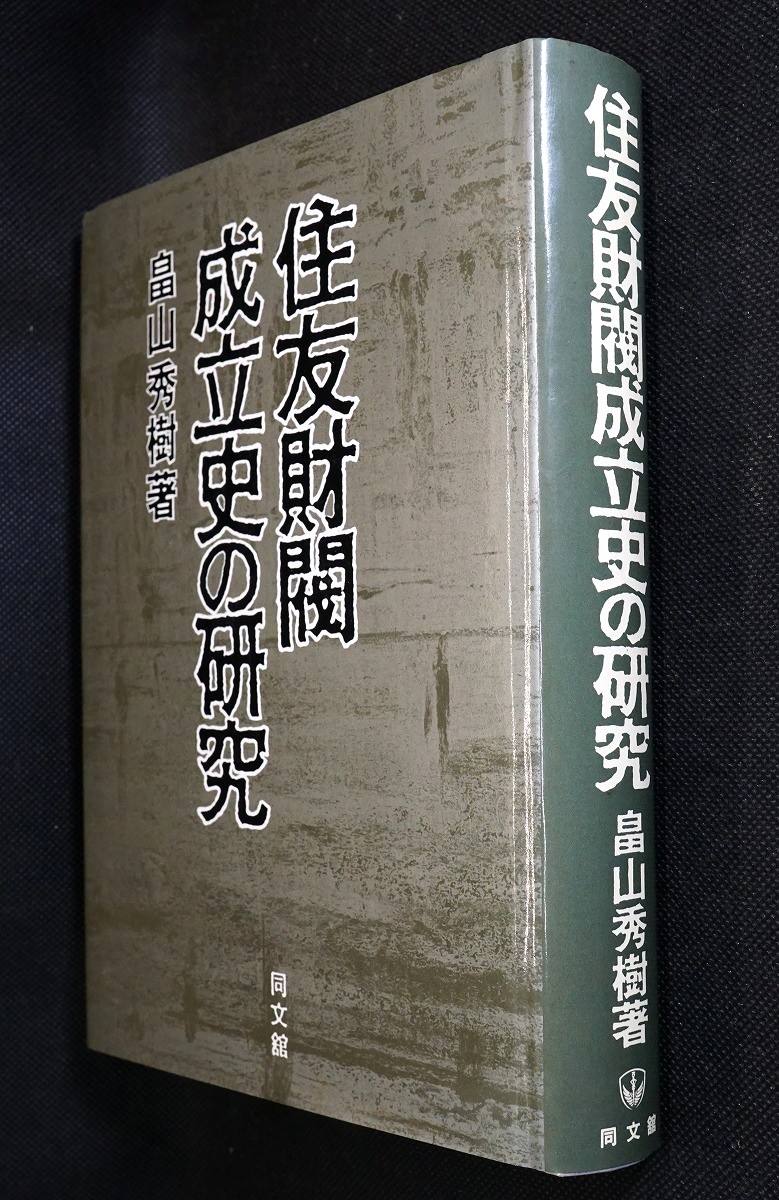 住友財閥
成立史の研究
畠山秀樹著
同文舘
住友財閥成立史の研究
畠山秀樹著
同文舘